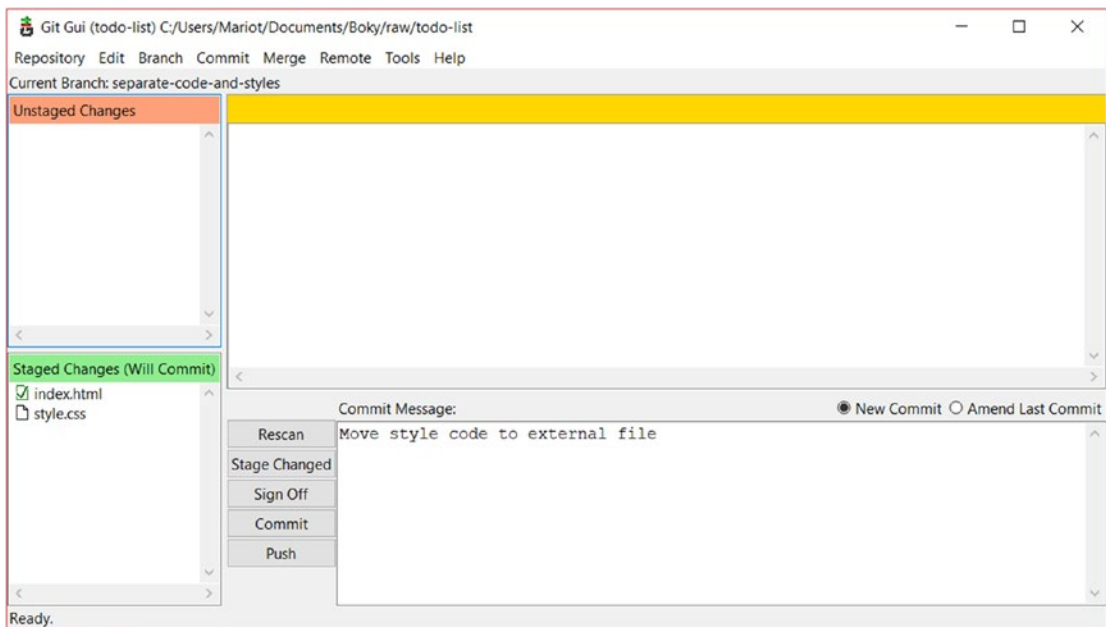 Git Gui (todo-list) C:/Users/Mariot/Documents/Boky/raw/todo-list
Repository Edit Branch Commit Merge Remote Tools Help
Current Branch: separate-code-and-styles
Unstaged Changes
Staged Changes (Will Commit)
index.html
style.css
Commit Message:
New Commit
Amend Last Commit
Rescan
Stage Changed
Sign Off
Commit
Push
Move style code to external file
Ready.